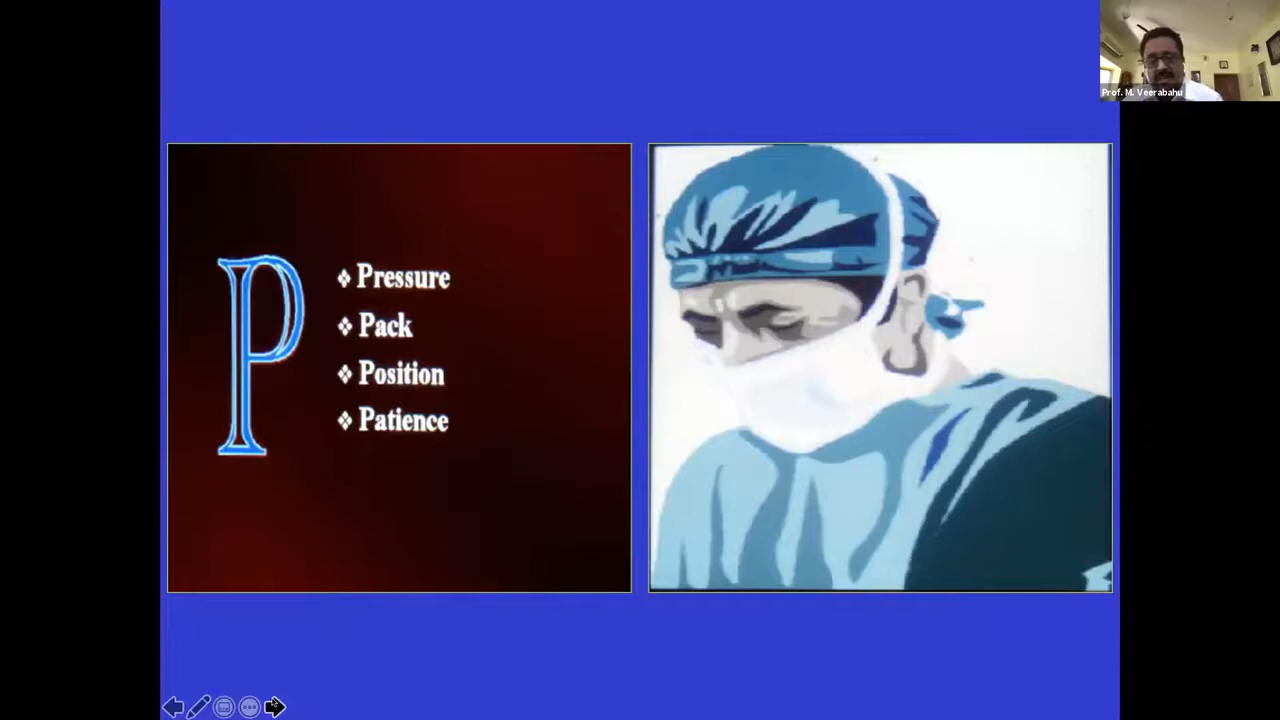 Prof. M. Veerabahu
P
❖ Pressure
❖ Pack
❖ Position
❖ Patience